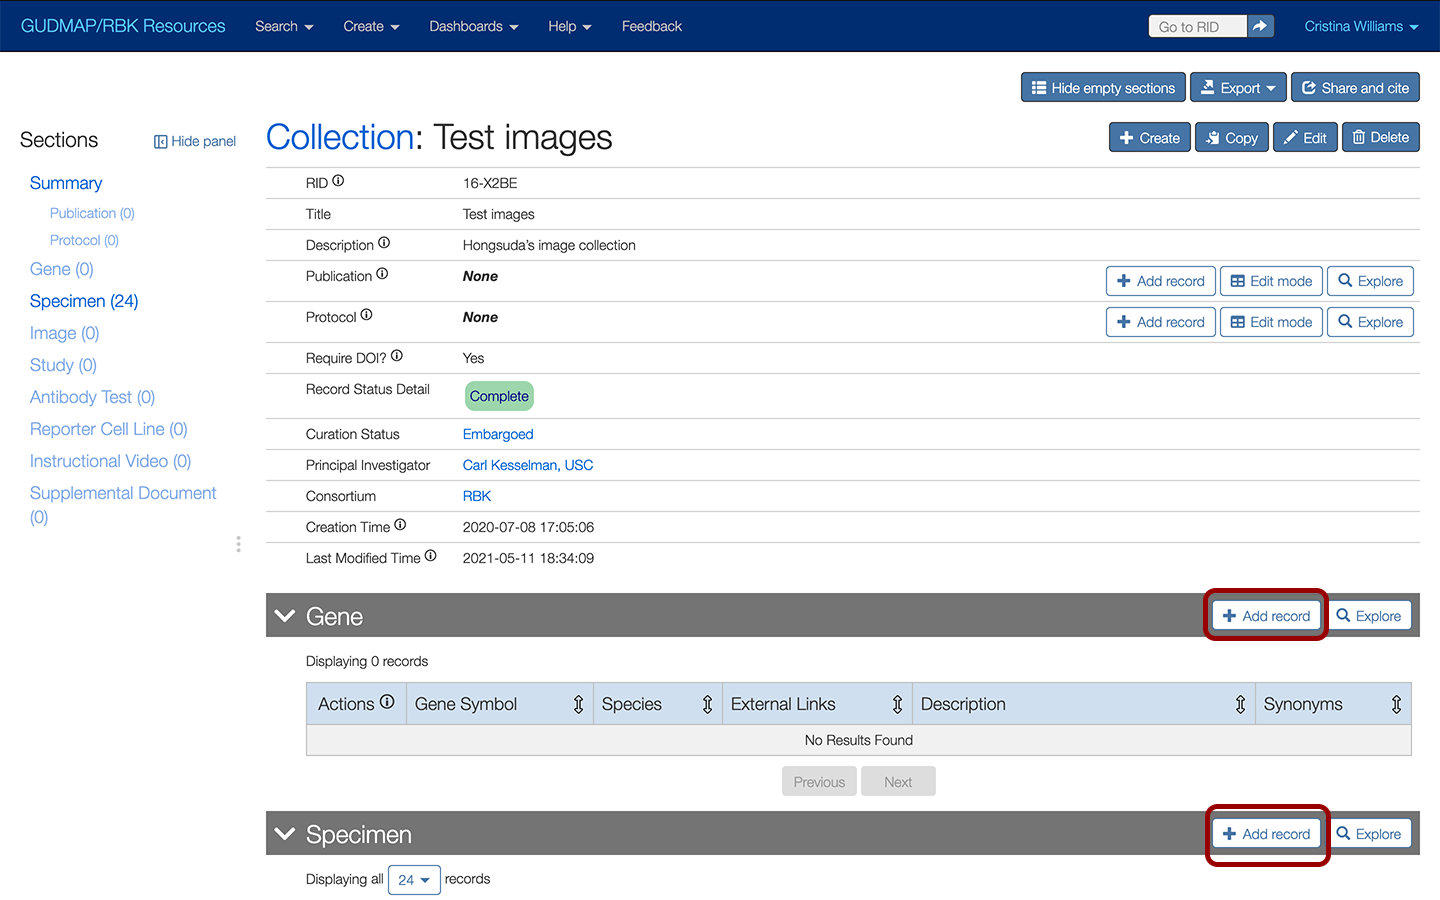 GUDMAP/RBK Resources Search Create Dashboards Help Feedback Go to RID Cristina Williams
Hide empty sections Export Share and cite
Sections Hide panel
Collection: Test images Create Copy Edit Delete
Summary
Publication (0)
Protocol (0)
Gene (0)
Specimen (24)
Image (0)
Study (0)
Antibody Test (0)
Reporter Cell Line (0)
Instructional Video (0)
Supplemental Document
(0)
RID 16-X2BE
Title Test images
Description Hongsuda's image collection
Publication None Add record Edit mode Explore
Protocol None Add record Edit mode Explore
Require DOI? Yes
Record Status Detail Complete
Curation Status Embargoed
Principal Investigator Carl Kesselman, USC
Consortium RBK
Creation Time 2020-07-08 17:05:06
Last Modified Time 2021-05-11 18:34:09
Gene Add record Explore
Displaying 0 records
Actions Gene Symbol Species External Links Description Synonyms
No Results Found
Previous Next
Specimen Add record Explore
Displaying all 24 records